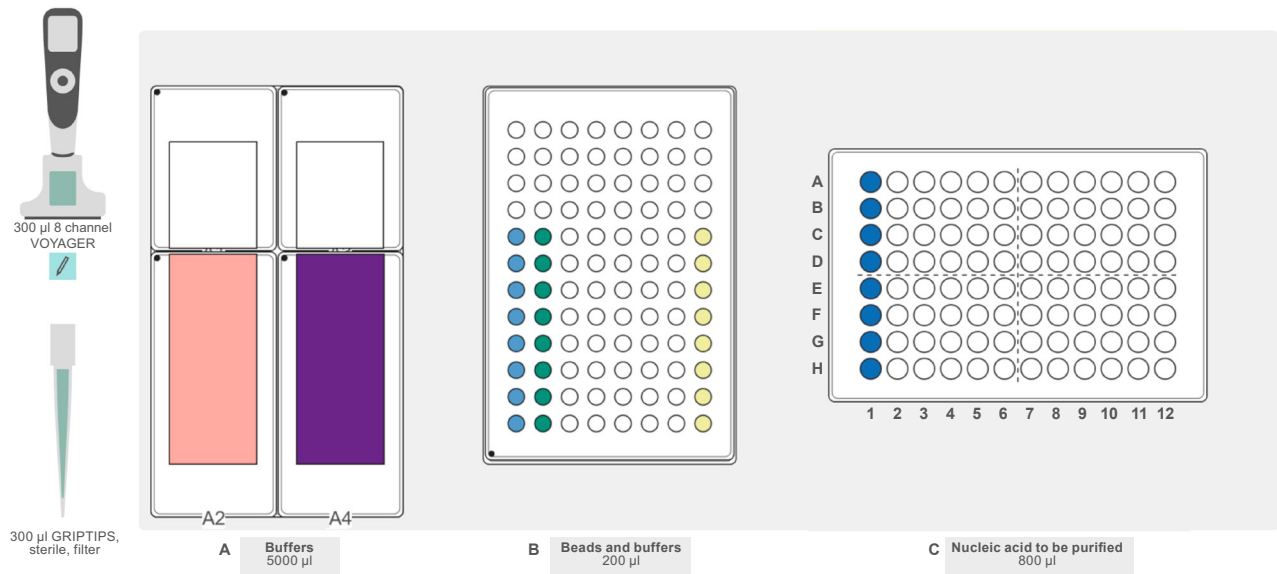 300 µl 8 channel
VOYAGER
300 µl GRIPTIPS,
sterile, filter
A2
A4
A
Buffers
5000 µl
B
Beads and buffers
200 µl
A
B
C
D
E
F
G
H
1 2 3 4 5 6 7 8 9 10 11 12
C
Nucleic acid to be purified
800 µl